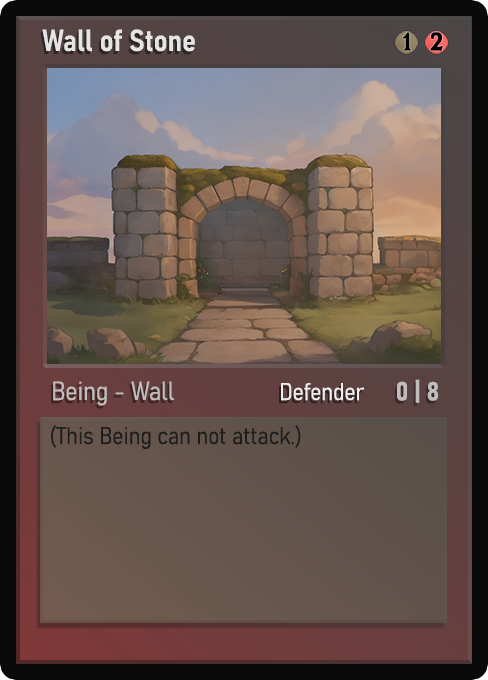 Wall of Stone 1 2
Being - Wall Defender 0 | 8
(This Being can not attack.)